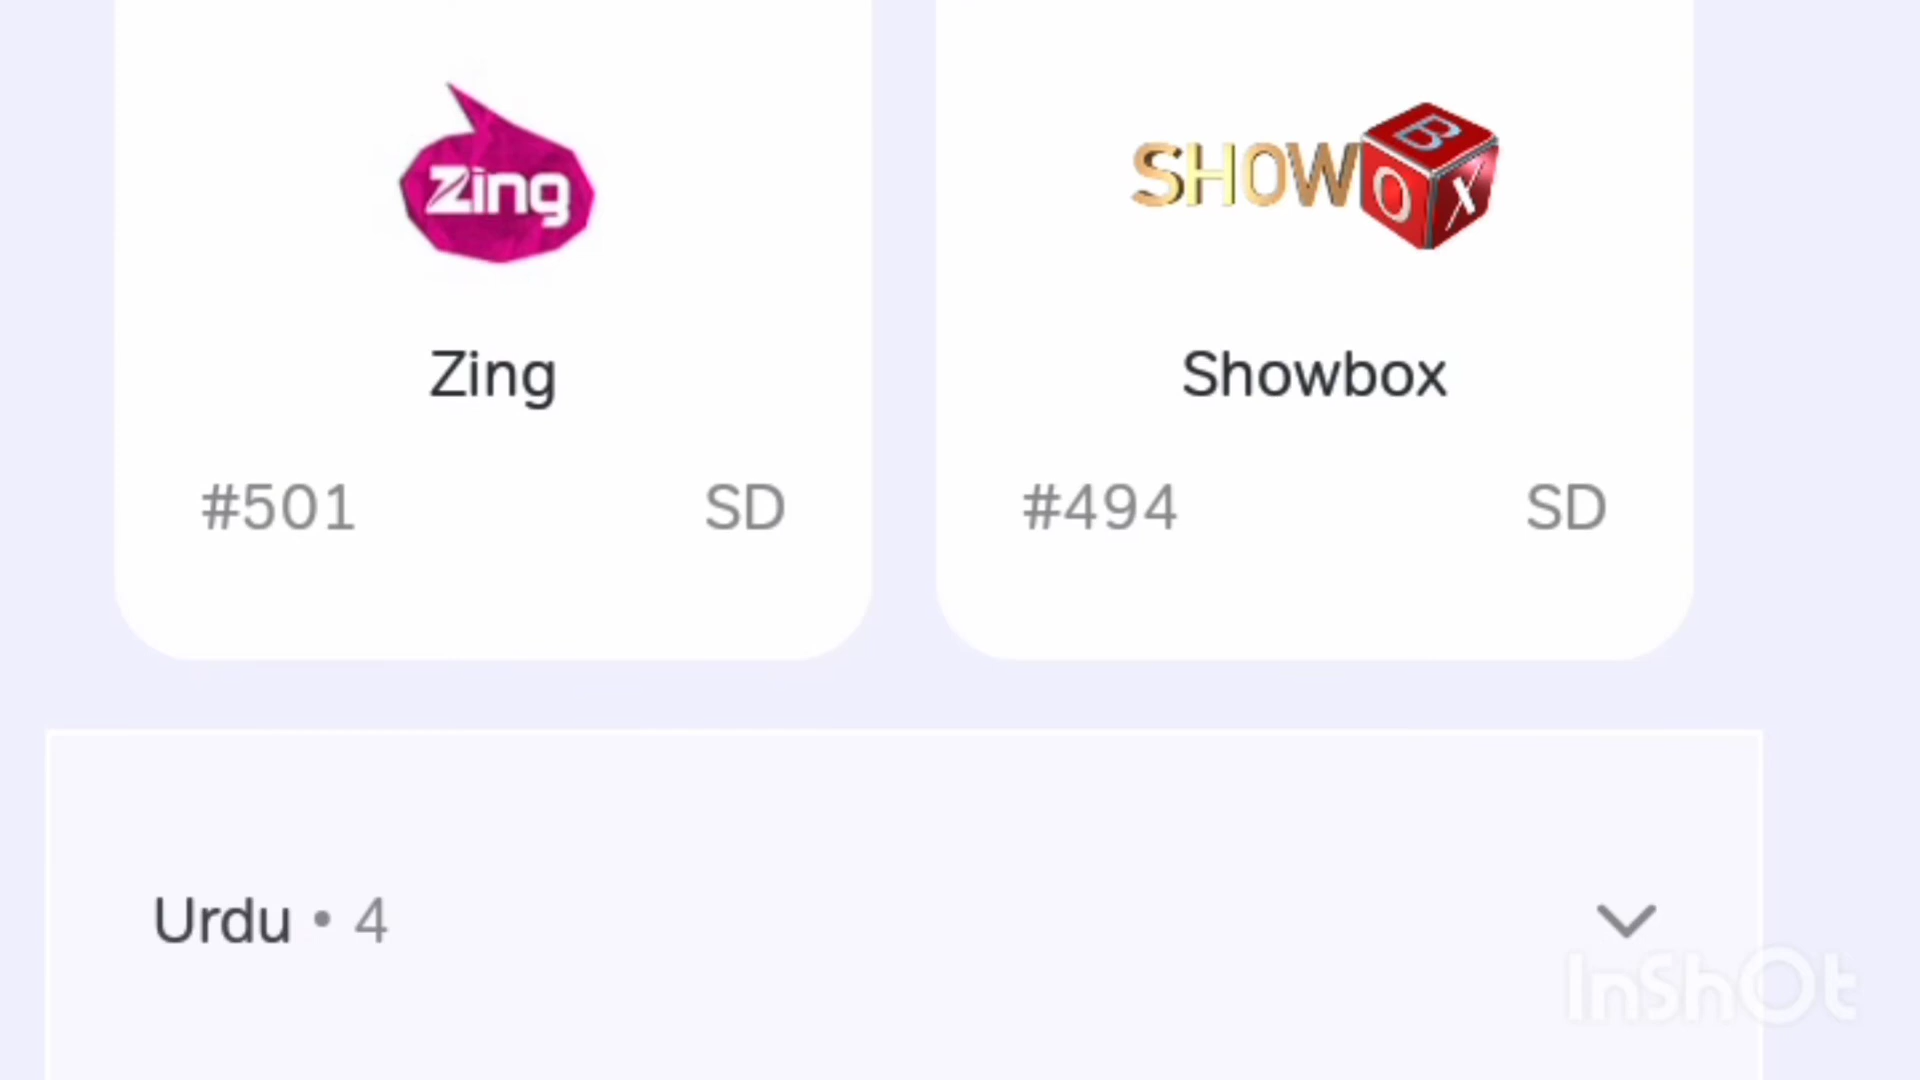 Zing
SHOWBOX
Zing
Showbox
#501 SD
#494 SD
Urdu • 4
InShOt